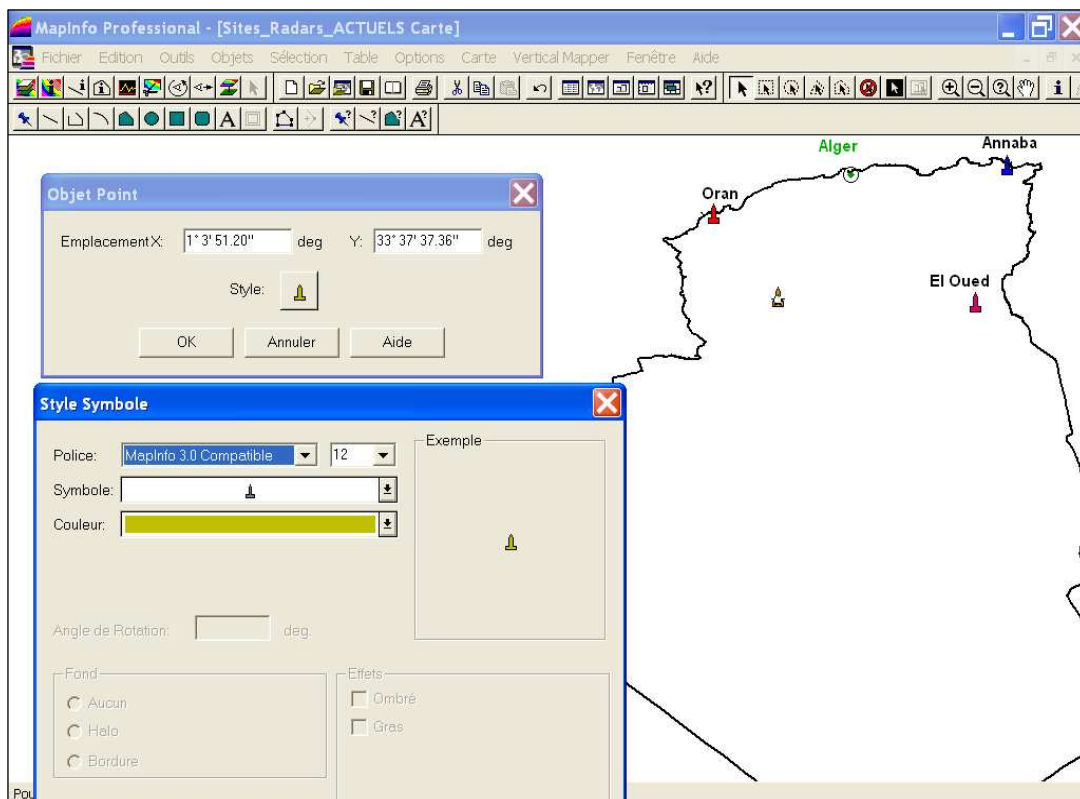 MapInfo Professional - [Sites_Radars_ACTUELS Carte]
Fichier Edition Outils Objets Sélection Table Options Carte Vertical Mapper Fenêtre Aide
Alger
Annaba
Oran
El Oued
Objet Point
Emplacement X: 1° 3' 51.20" deg Y: 33° 37' 37.36" deg
Style:
OK Annuler Aide
Style Symbole
Police: MapInfo 3.0 Compatible 12
Exemple
Symbole:
Couleur:
Angle de Rotation: deg.
Fond
Aucun
Halo
Bordure
Effets
Ombré
Gras
Pou